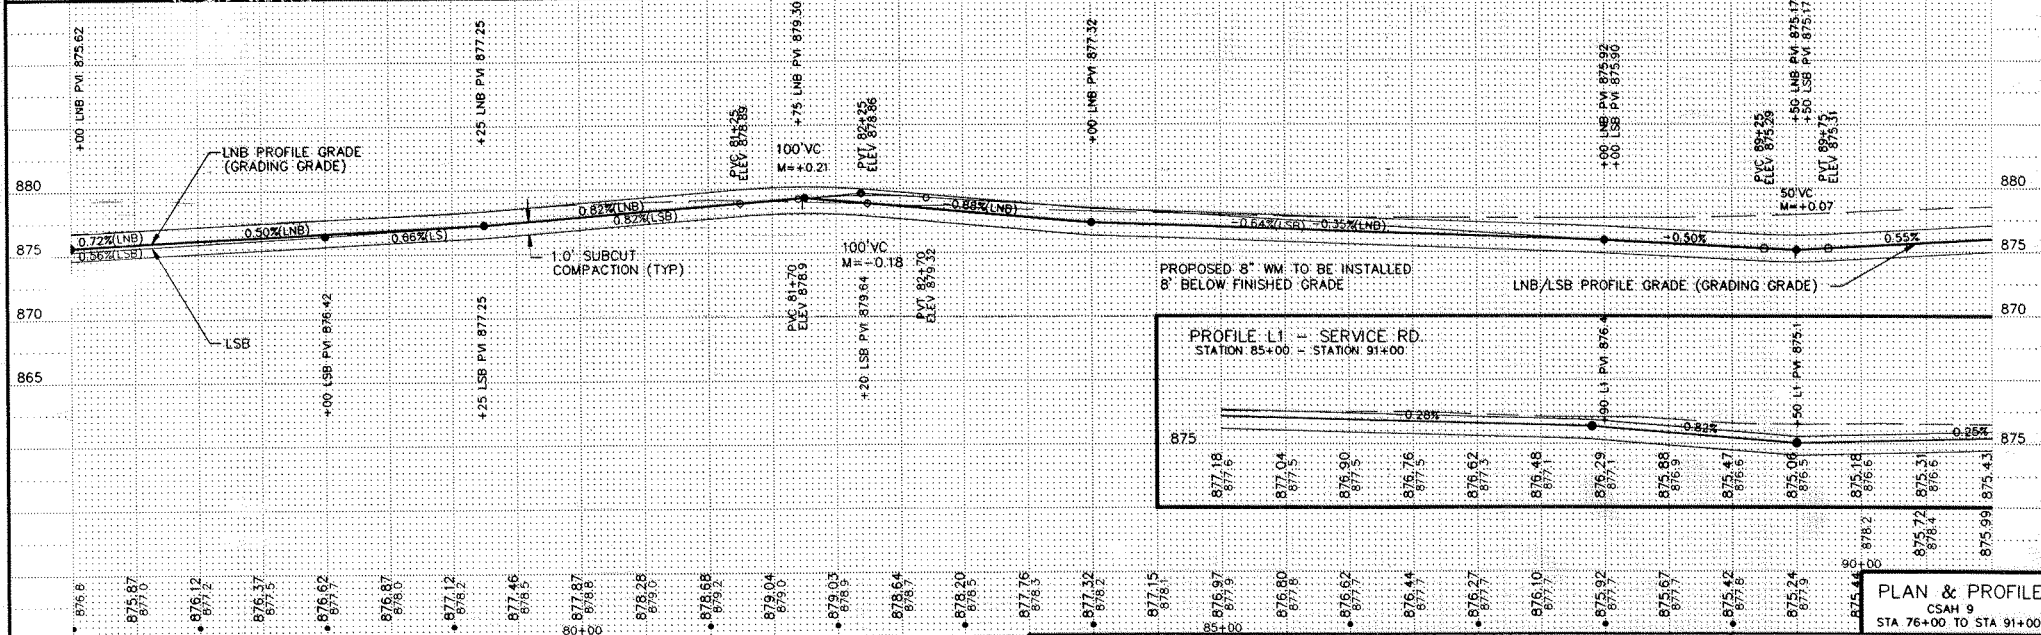 +00 LNB PVI 875.62
+25 LNB PVI 877.25
+75 LNB PVI 879.30
+00 LNB PVI 877.32
+00 LNB PVI 875.92
+00 LSB PVI 875.90
+50 LNB PVI 875.17
+50 LSB PVI 875.17
PVC 81+25
ELEV 878.89
100'VC
M=+0.21
PVT 82+25
ELEV 878.86
PVC 89+25
ELEV 875.29
50'VC
M=+0.07
PVT 89+75
ELEV 875.31
LNB PROFILE GRADE
(GRADING GRADE)
880
880
0.72%(LNB)
0.50%(LNB)
0.82%(LNB)
-0.88%(LNB)
0.56%(LSB)
0.66%(LS)
0.82%(LSB)
-0.64%(LSB)
-0.35%(LNB)
-0.50%
0.55%
875
875
1.0' SUBCUT
COMPACTION (TYP)
100'VC
M=-0.18
PVC 81+70
ELEV 878.9
+20 LSB PVI 879.64
PVT 82+70
ELEV 879.32
PROPOSED 8" WM TO BE INSTALLED
8' BELOW FINISHED GRADE
LNB/LSB PROFILE GRADE (GRADING GRADE)
870
870
LSB
+00 LSB PVI 876.42
+25 LSB PVI 877.25
865
PROFILE L1 - SERVICE RD.
STATION 85+00 - STATION 91+00
+90 L1 PVI 876.4
+50 L1 PVI 875.1
0.28%
0.82%
0.25%
875
875
877.18 877.04 876.90 876.76 876.62 876.48 876.29 875.88 875.47 875.06 875.18 875.31 875.43
877.6 877.5 877.5 877.5 877.3 877.1 877.1 876.9 876.6 876.5 876.6 876.6
878.2
875.72
878.4
875.99
90+00
875.87 876.12 876.37 876.62 876.87 877.12 877.46 877.87 878.28 878.68 879.04 879.03 878.64 878.20 877.76 877.32 877.15 876.97 876.80 876.62 876.44 876.27 876.10 875.92 875.67 875.42 875.24 875.44
876.8 877.0 877.2 877.5 877.7 878.0 878.2 878.5 878.8 879.0 879.2 879.0 878.9 878.7 878.5 878.3 878.2 878.1 877.9 877.8 877.7 877.7 877.7 877.7 877.7 877.7 877.8 877.9
80+00
85+00
PLAN & PROFILE
CSAH 9
STA 76+00 TO STA 91+00